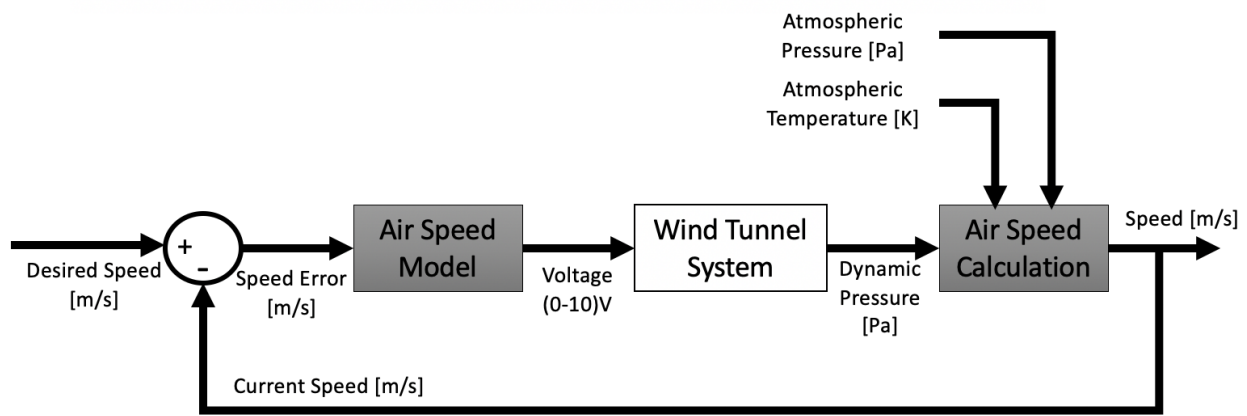 Atmospheric
Pressure [Pa]
Atmospheric
Temperature [K]
+
-
Desired Speed
[m/s]
Speed Error
[m/s]
Air Speed
Model
Voltage
(0-10)V
Wind Tunnel
System
Dynamic
Pressure
[Pa]
Air Speed
Calculation
Speed [m/s]
Current Speed [m/s]